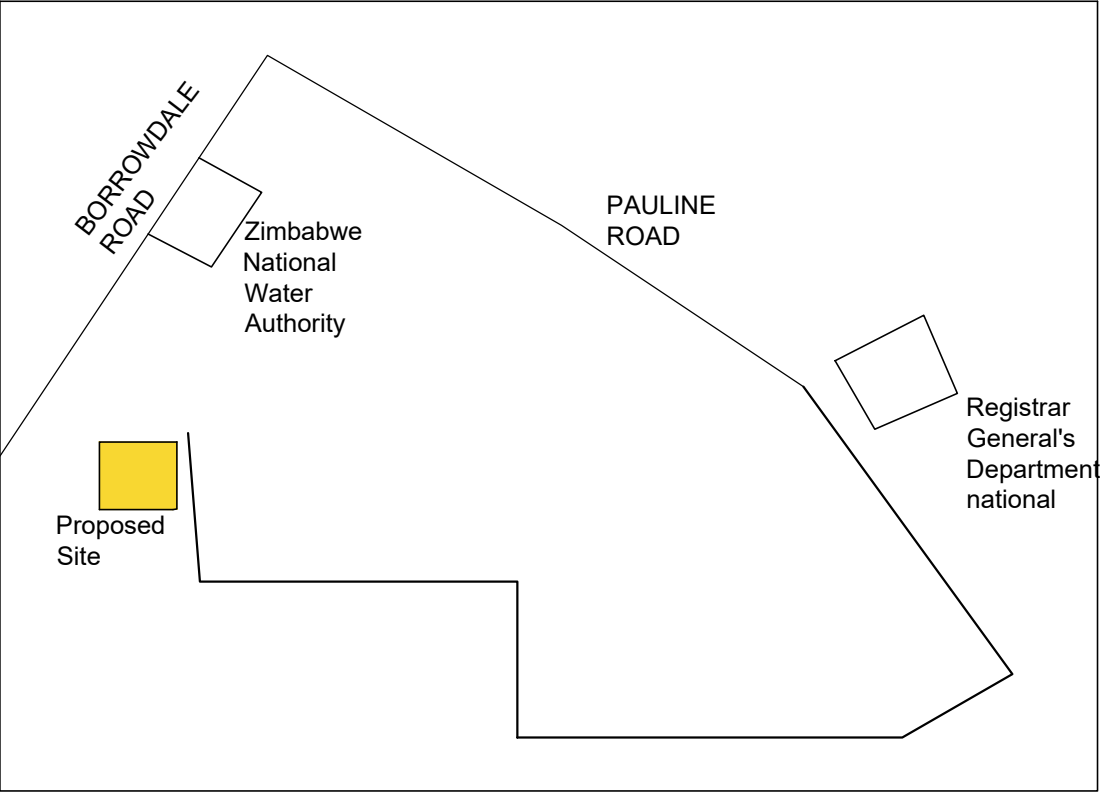 BORROWDALE
ROAD
PAULINE
ROAD
Zimbabwe
National
Water
Authority
Registrar
General's
Department
national
Proposed
Site